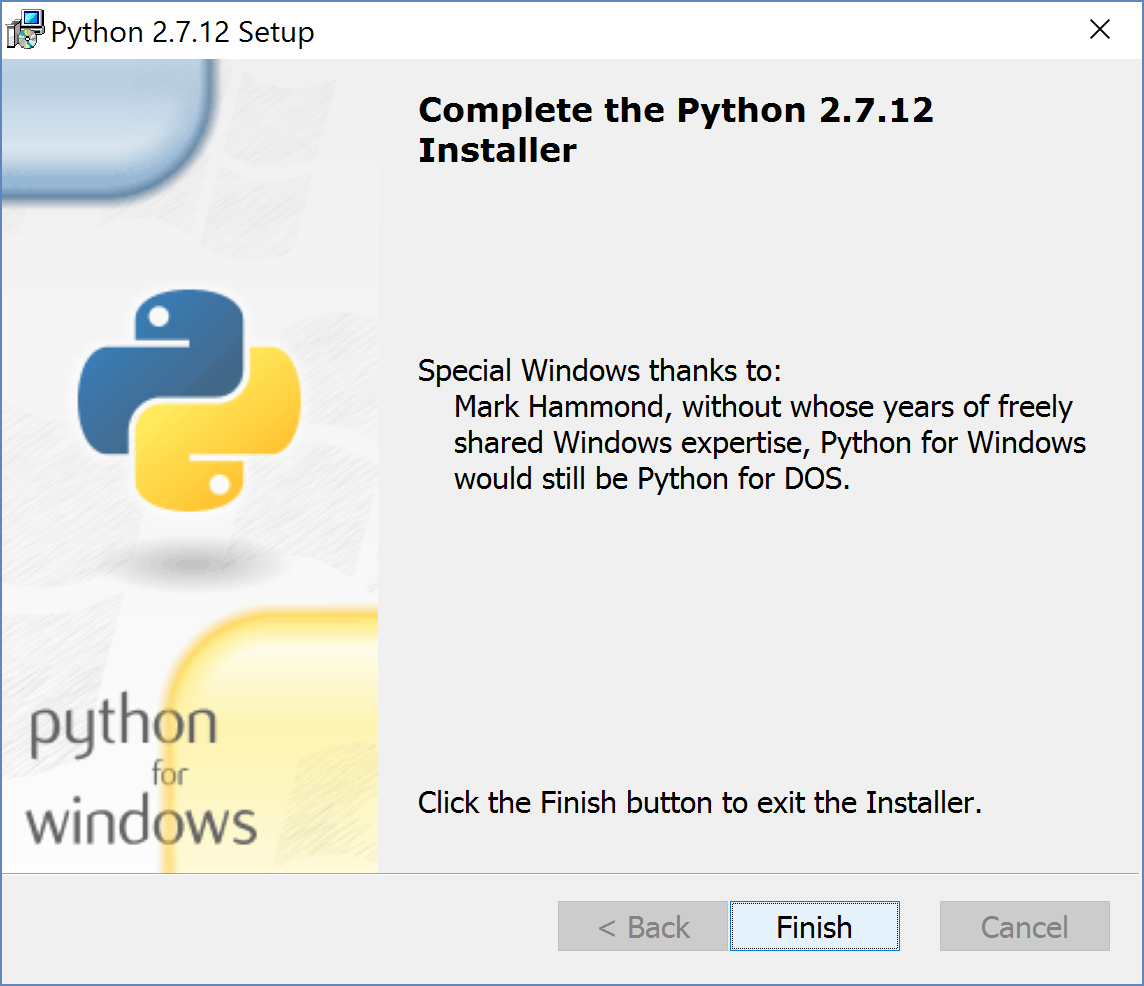 Python 2.7.12 Setup
Complete the Python 2.7.12
Installer
Special Windows thanks to:
Mark Hammond, without whose years of freely
shared Windows expertise, Python for Windows
would still be Python for DOS.
python
for
windows
Click the Finish button to exit the Installer.
< Back
Finish
Cancel